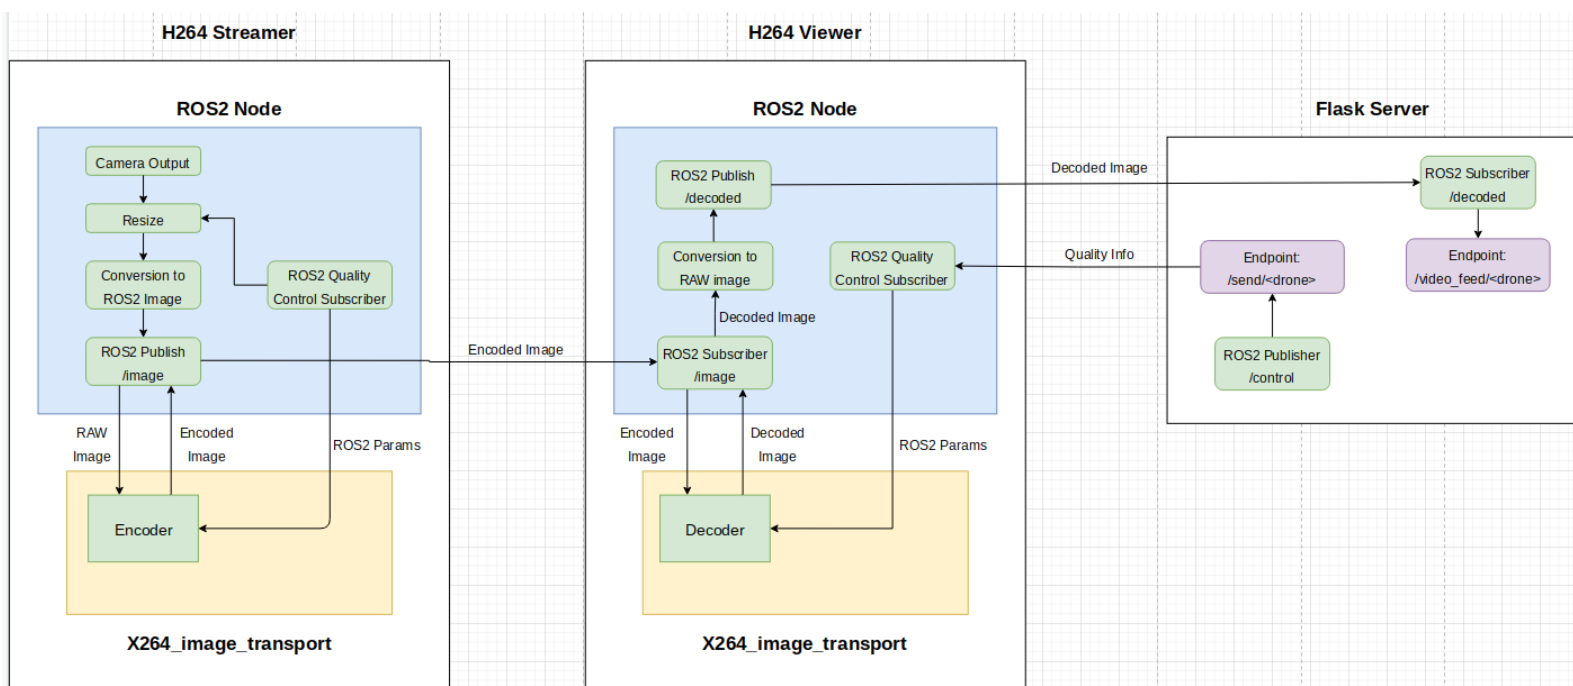 H264 Streamer
ROS2 Node
Camera Output
Resize
Conversion to
ROS2 Image
ROS2 Quality
Control Subscriber
ROS2 Publish
/image
RAW
Image
Encoded
Image
ROS2 Params
Encoder
X264_image_transport
Encoded Image
H264 Viewer
ROS2 Node
ROS2 Publish
/decoded
Conversion to
RAW image
ROS2 Quality
Control Subscriber
Decoded Image
ROS2 Subscriber
/image
Encoded
Image
Decoded
Image
ROS2 Params
Decoder
X264_image_transport
Decoded Image
Quality Info
Flask Server
ROS2 Subscriber
/decoded
Endpoint:
/send/<drone>
Endpoint:
/video_feed/<drone>
ROS2 Publisher
/control